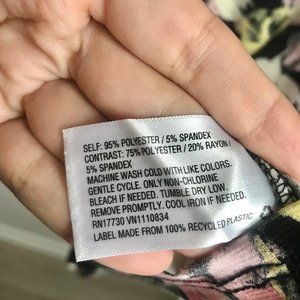 SELF: 95% POLYESTER / 5% SPANDEX
CONTRAST: 75% POLYESTER / 20% RAYON /
5% SPANDEX
MACHINE WASH COLD WITH LIKE COLORS.
GENTLE CYCLE. ONLY NON-CHLORINE
BLEACH IF NEEDED. TUMBLE DRY LOW.
REMOVE PROMPTLY. COOL IRON IF NEEDED.
RN17730 VN1110834
LABEL MADE FROM 100% RECYCLED PLASTIC